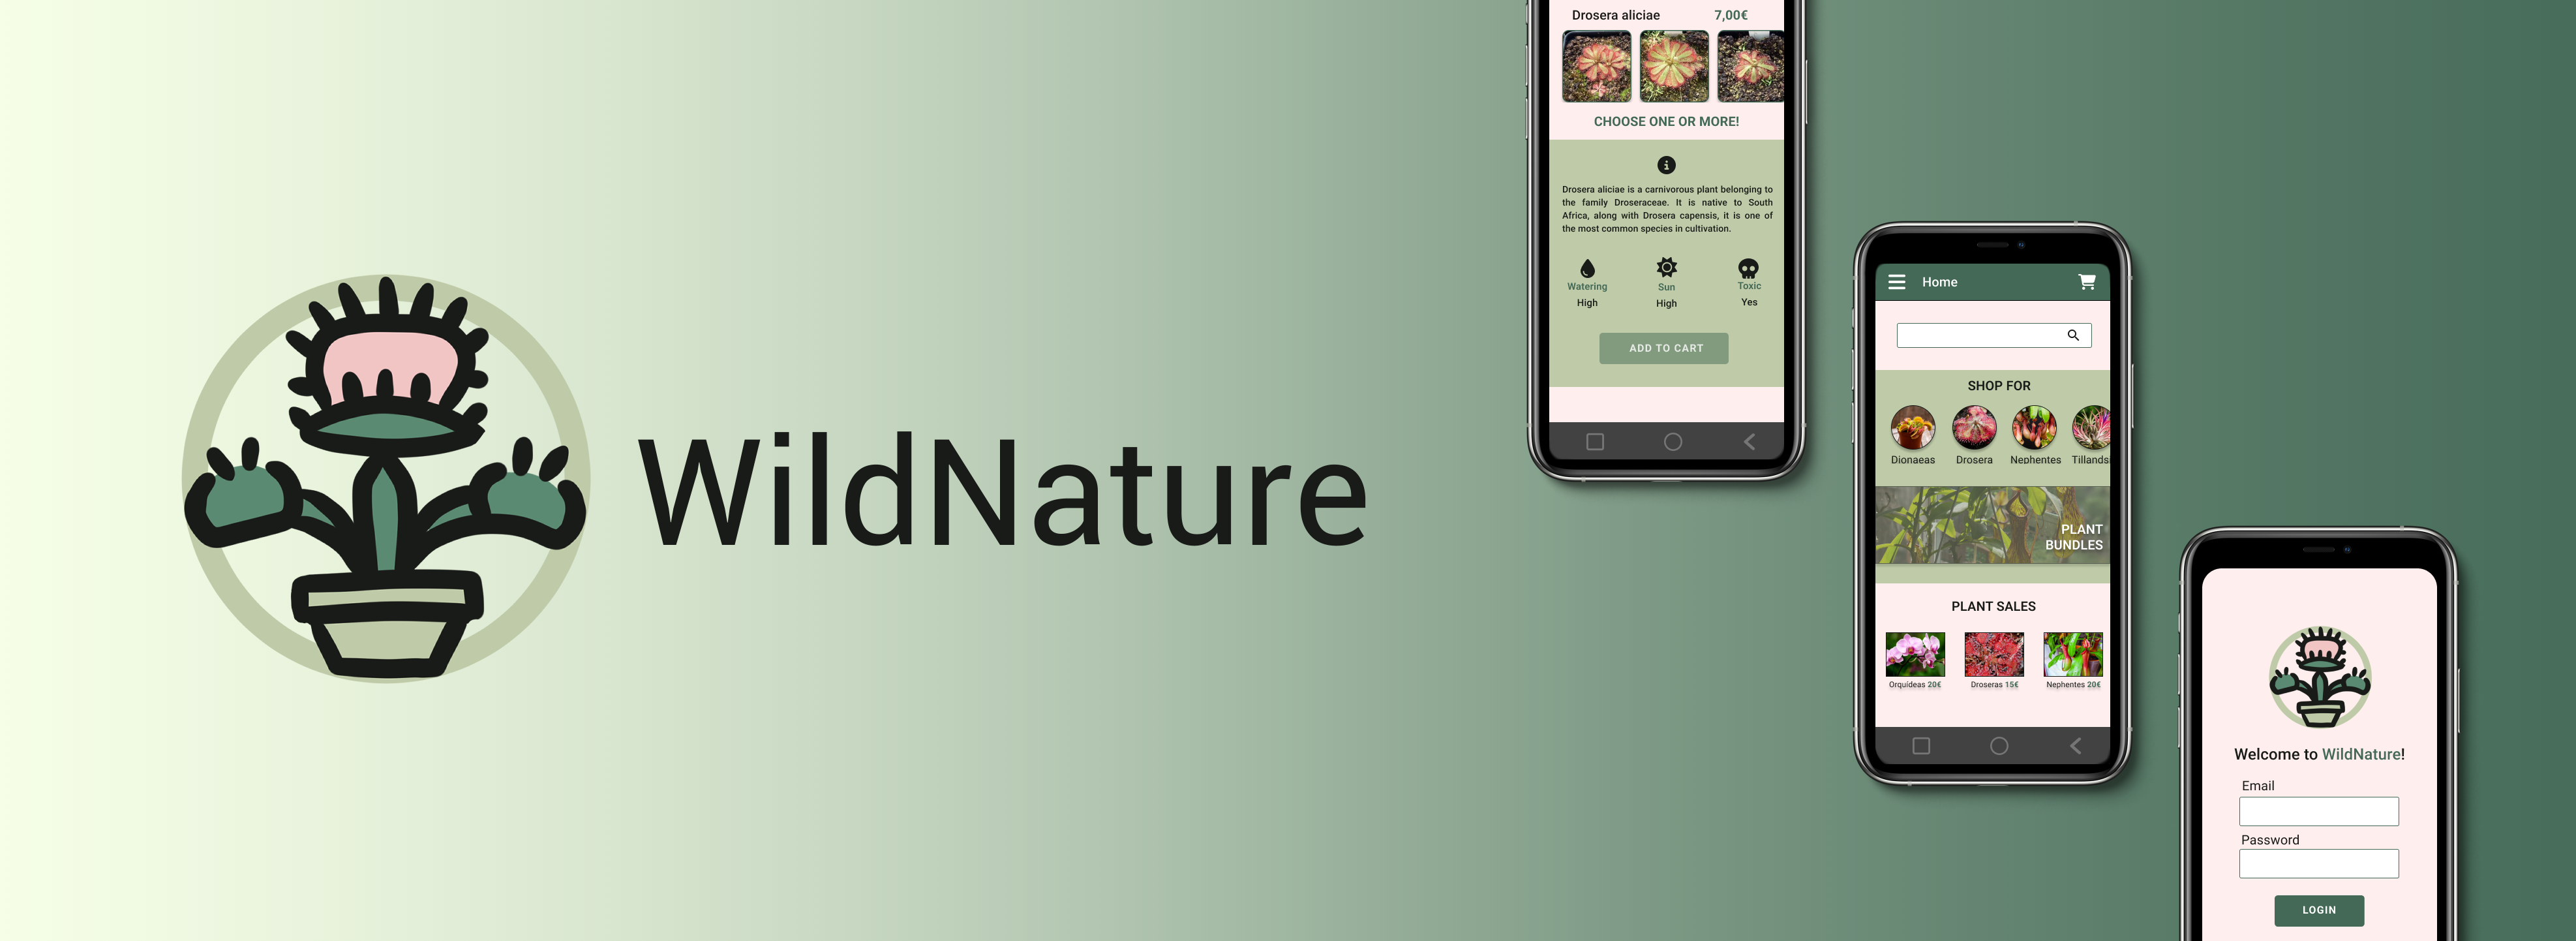 WildNature
Drosera aliciae 7,00€
CHOOSE ONE OR MORE!
Drosera aliciae is a carnivorous plant belonging to
the family Droseraceae. It is native to South
Africa, along with Drosera capensis, it is one of
the most common species in cultivation.
Watering Sun Toxic
High High Yes
ADD TO CART
Home
SHOP FOR
Dionaeas Drosera Nephentes Tillands
PLANT
BUNDLES
PLANT SALES
Orquideas 20€ Droseras 15€ Nephentes 20€
Welcome to WildNature!
Email
Password
LOGIN